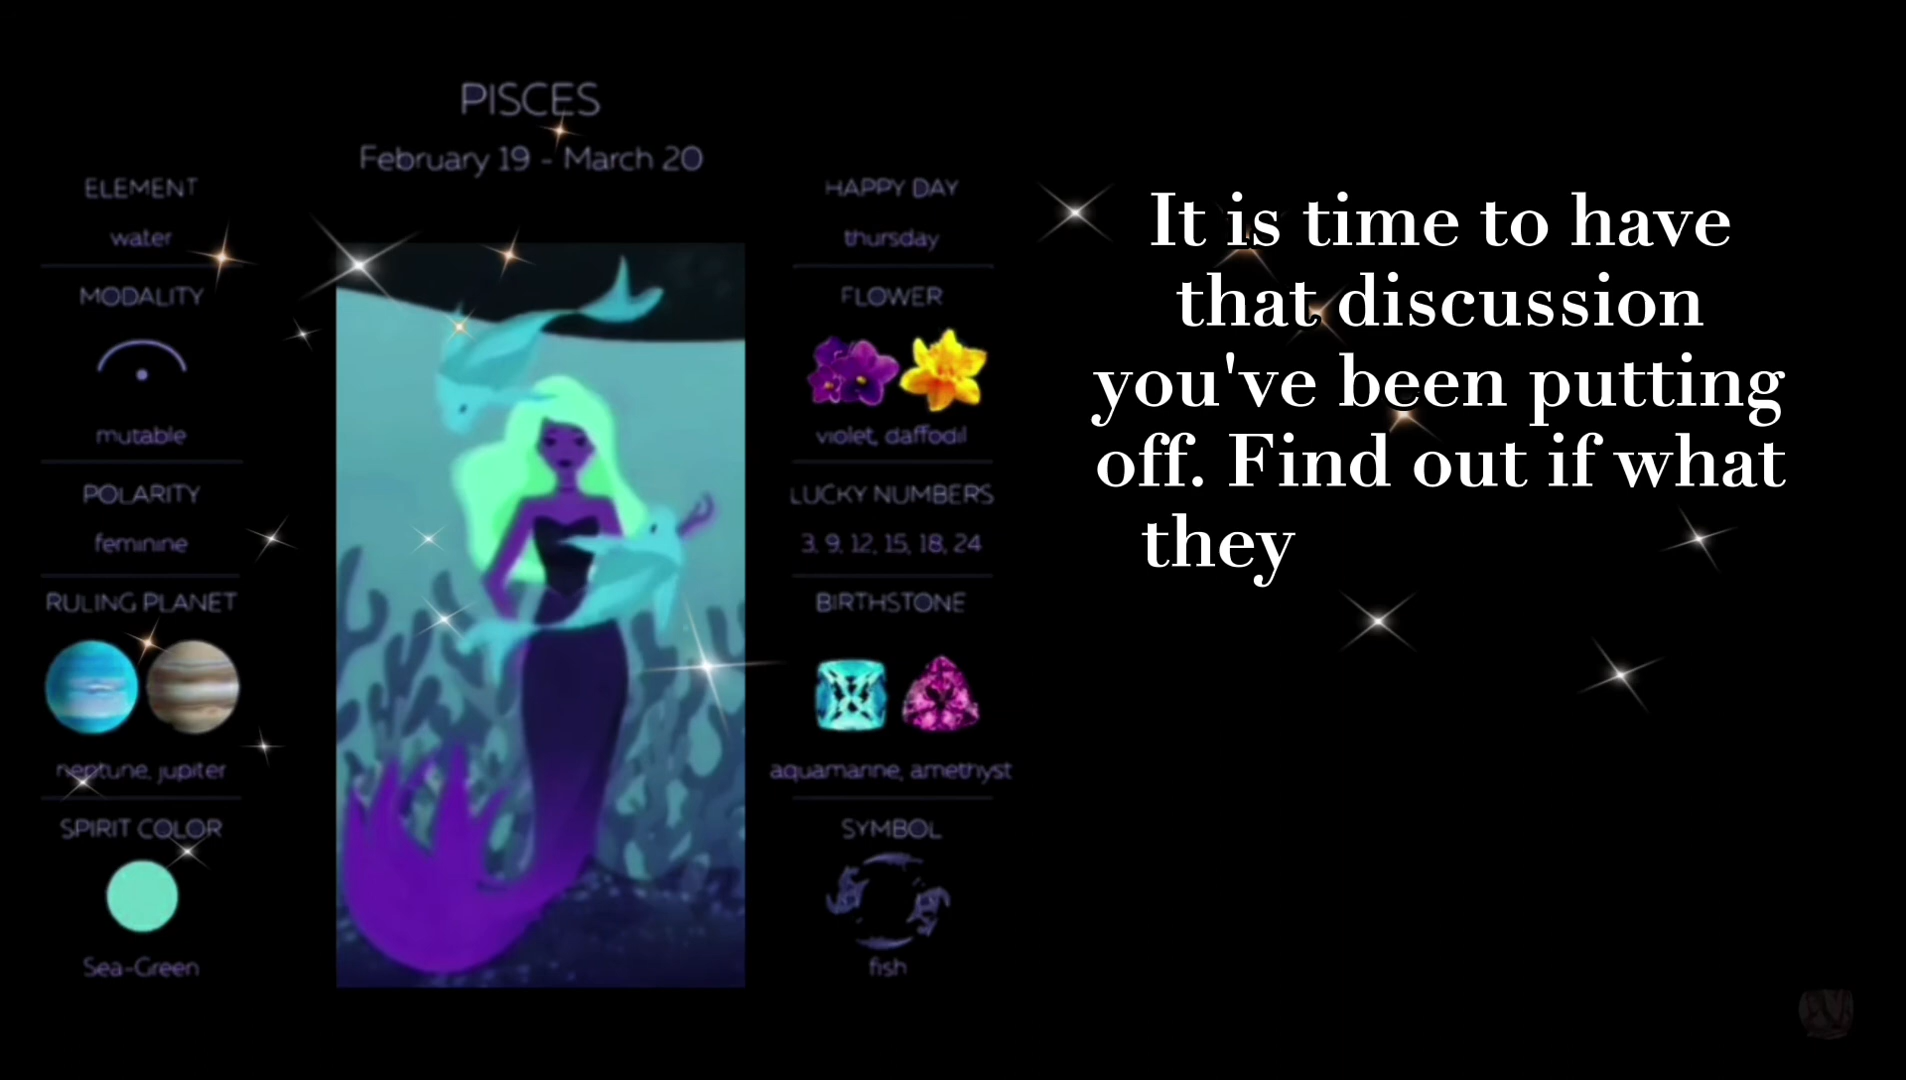 PISCES
February 19 - March 20
ELEMENT
water
MODALITY
mutable
POLARITY
feminine
RULING PLANET
neptune, jupiter
SPIRIT COLOR
Sea-Green
HAPPY DAY
thursday
FLOWER
violet, daffodil
LUCKY NUMBERS
3, 9, 12, 15, 18, 24
BIRTHSTONE
aquamarine, amethyst
SYMBOL
fish
It is time to have
that discussion
you've been putting
off. Find out if what
they